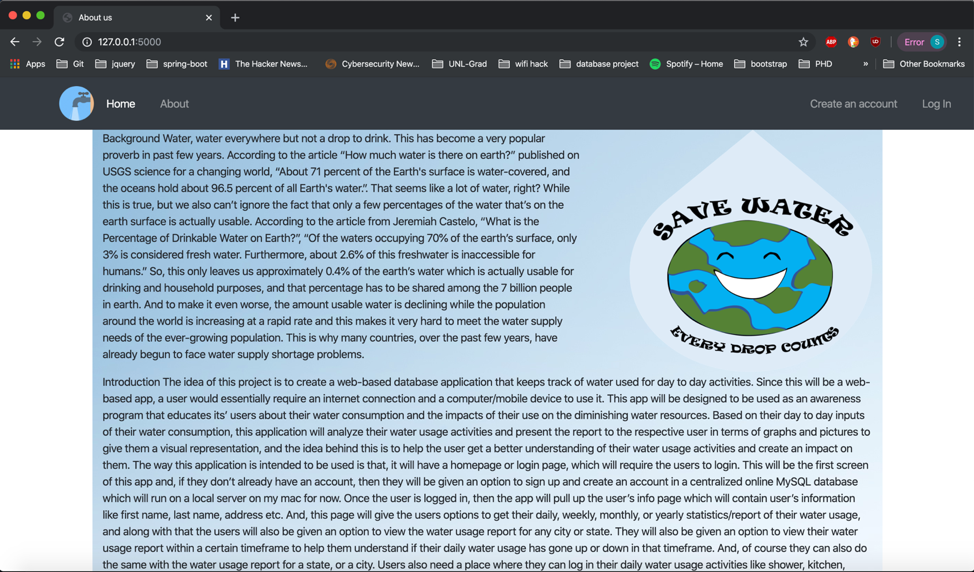 About us
127.0.0.1:5000
ABP
UD
Error
S
Apps
Git
jquery
spring-boot
H
The Hacker News...
Cybersecurity New...
UNL-Grad
wifi hack
database project
Spotify – Home
bootstrap
PHD
»
Other Bookmarks
Home
About
Create an account
Log In
Background Water, water everywhere but not a drop to drink. This has become a very popular
proverb in past few years. According to the article “How much water is there on earth?” published on
USGS science for a changing world, “About 71 percent of the Earth's surface is water-covered, and
the oceans hold about 96.5 percent of all Earth's water.”. That seems like a lot of water, right? While
this is true, but we also can’t ignore the fact that only a few percentages of the water that’s on the
earth surface is actually usable. According to the article from Jeremiah Castelo, “What is the
Percentage of Drinkable Water on Earth?”, “Of the waters occupying 70% of the earth’s surface, only
3% is considered fresh water. Furthermore, about 2.6% of this freshwater is inaccessible for
humans.” So, this only leaves us approximately 0.4% of the earth’s water which is actually usable for
drinking and household purposes, and that percentage has to be shared among the 7 billion people
in earth. And to make it even worse, the amount usable water is declining while the population
around the world is increasing at a rapid rate and this makes it very hard to meet the water supply
needs of the ever-growing population. This is why many countries, over the past few years, have
already begun to face water supply shortage problems.
SAVE WATER
EVERY DROP COUNTS
Introduction The idea of this project is to create a web-based database application that keeps track of water used for day to day activities. Since this will be a web-
based app, a user would essentially require an internet connection and a computer/mobile device to use it. This app will be designed to be used as an awareness
program that educates its’ users about their water consumption and the impacts of their use on the diminishing water resources. Based on their day to day inputs
of their water consumption, this application will analyze their water usage activities and present the report to the respective user in terms of graphs and pictures to
give them a visual representation, and the idea behind this is to help the user get a better understanding of their water usage activities and create an impact on
them. The way this application is intended to be used is that, it will have a homepage or login page, which will require the users to login. This will be the first screen
of this app and, if they don’t already have an account, then they will be given an option to sign up and create an account in a centralized online MySQL database
which will run on a local server on my mac for now. Once the user is logged in, then the app will pull up the user’s info page which will contain user’s information
like first name, last name, address etc. And, this page will give the users options to get their daily, weekly, monthly, or yearly statistics/report of their water usage,
and along with that the users will also be given an option to view the water usage report for any city or state. They will also be given an option to view their water
usage report within a certain timeframe to help them understand if their daily water usage has gone up or down in that timeframe. And, of course they can also do
the same with the water usage report for a state, or a city. Users also need a place where they can log in their daily water usage activities like shower, kitchen,